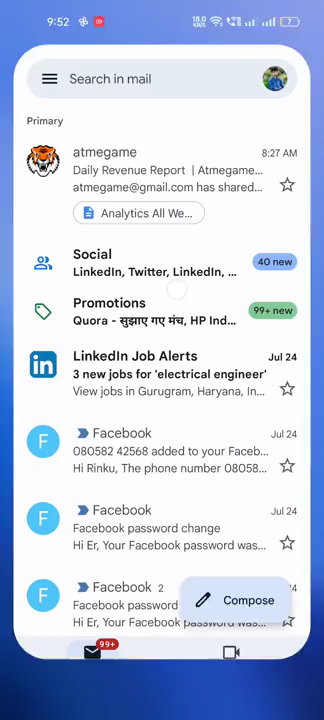 9:52
18.0
KB/S
7
Search in mail
Primary
atmegame
8:27 AM
Daily Revenue Report | Atmegame...
atmegame@gmail.com has shared...
Analytics All We...
Social
40 new
LinkedIn, Twitter, LinkedIn, ...
Promotions
99+ new
Quora - सुझाए गए मंच, HP Ind...
LinkedIn Job Alerts
Jul 24
3 new jobs for 'electrical engineer'
View jobs in Gurugram, Haryana, In...
F
Facebook
Jul 24
080582 42568 added to your Faceb...
Hi Rinku, The phone number 08058...
F
Facebook
Jul 24
Facebook password change
Hi Er, Your Facebook password was...
F
Facebook 2
Facebook password
Hi Er, Your Facebook password was...
Compose
99+